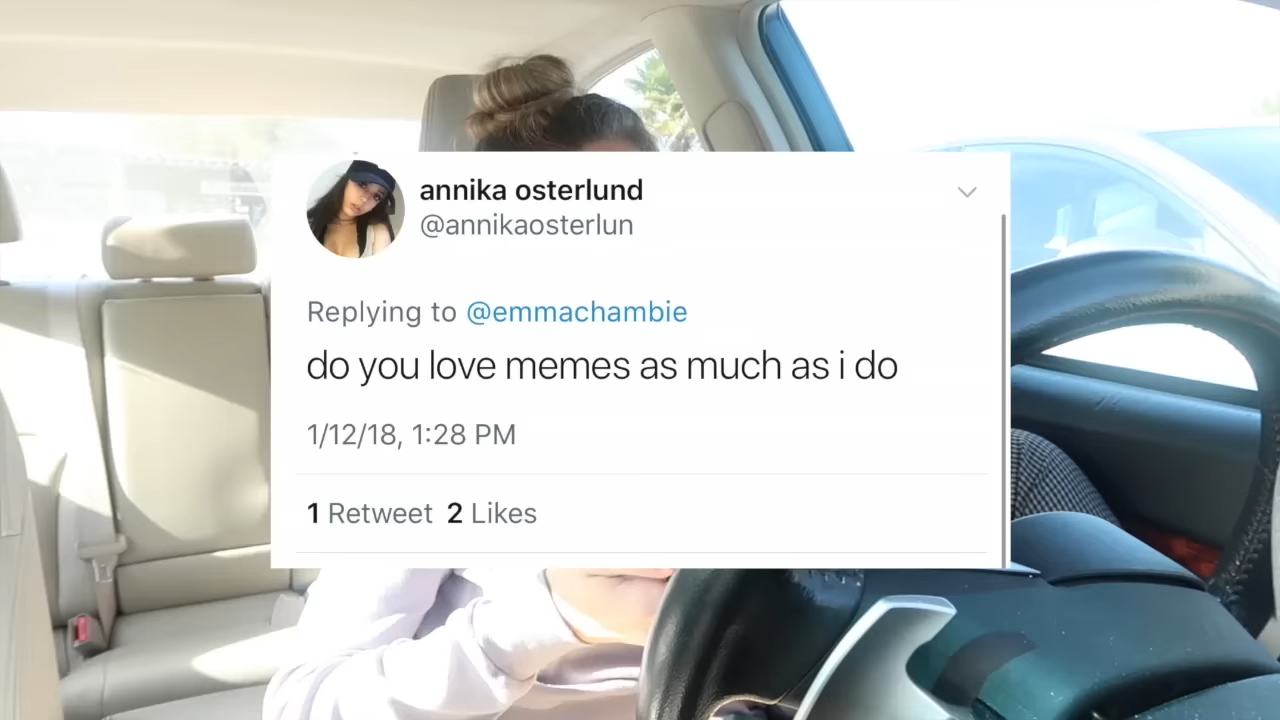 annika osterlund
@annikaosterlun
Replying to @emmachambie
do you love memes as much as i do
1/12/18, 1:28 PM
1 Retweet 2 Likes